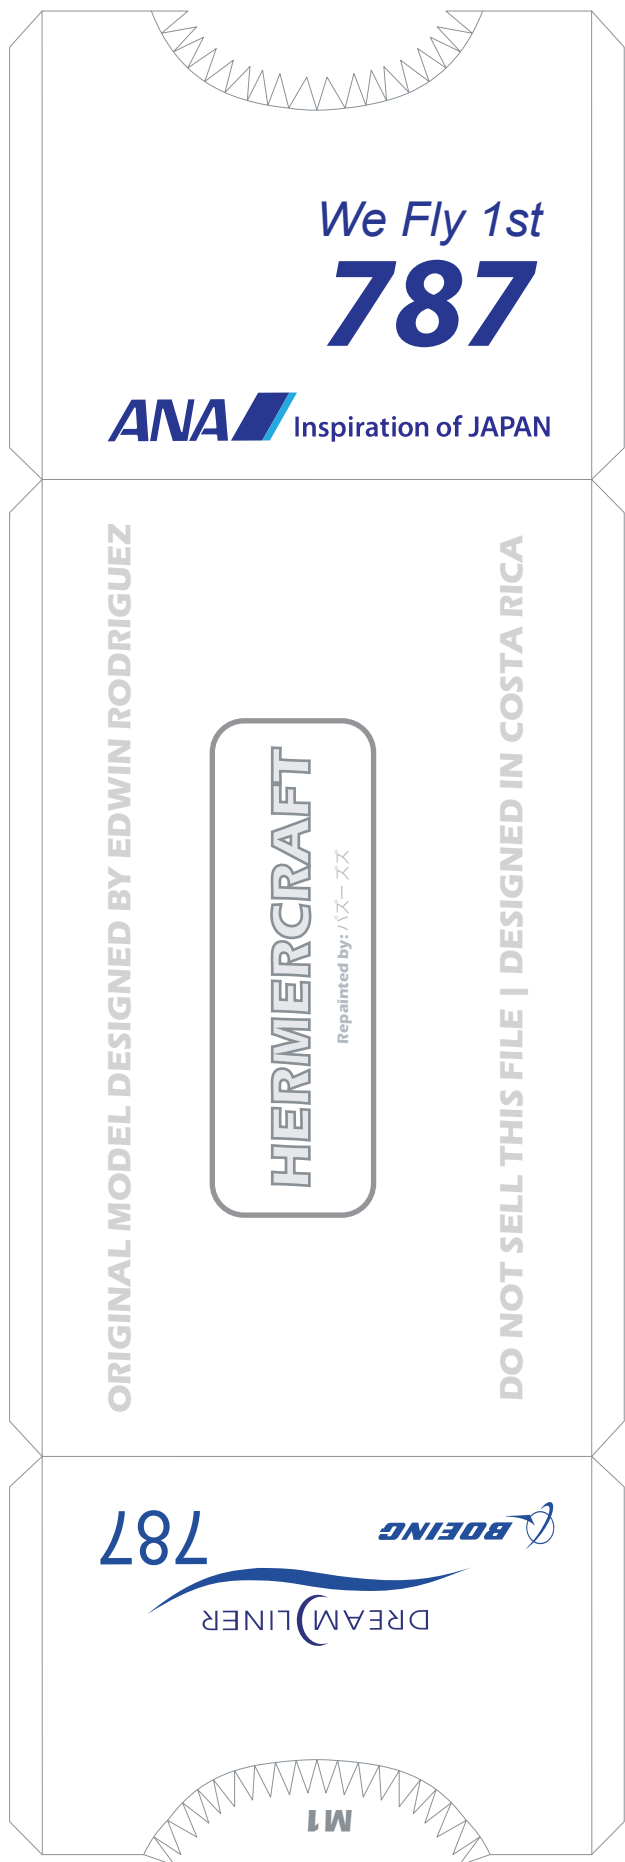 We Fly 1st
787
ANA Inspiration of JAPAN
ORIGINAL MODEL DESIGNED BY EDWIN RODRIGUEZ
HERMERCRAFT
Repainted by: パズー ズズ
DO NOT SELL THIS FILE | DESIGNED IN COSTA RICA
BOEING 787
DREAMLINER
M1